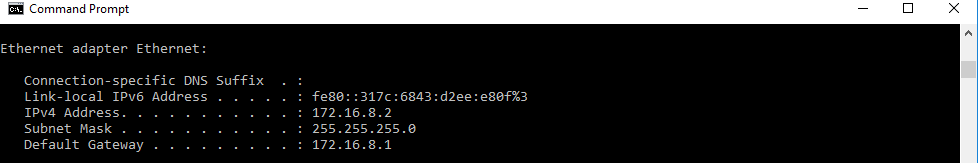 Command Prompt
Ethernet adapter Ethernet:
Connection-specific DNS Suffix  . :
Link-local IPv6 Address . . . . . : fe80::317c:6843:d2ee:e80f%3
IPv4 Address. . . . . . . . . . . : 172.16.8.2
Subnet Mask . . . . . . . . . . . : 255.255.255.0
Default Gateway . . . . . . . . . : 172.16.8.1